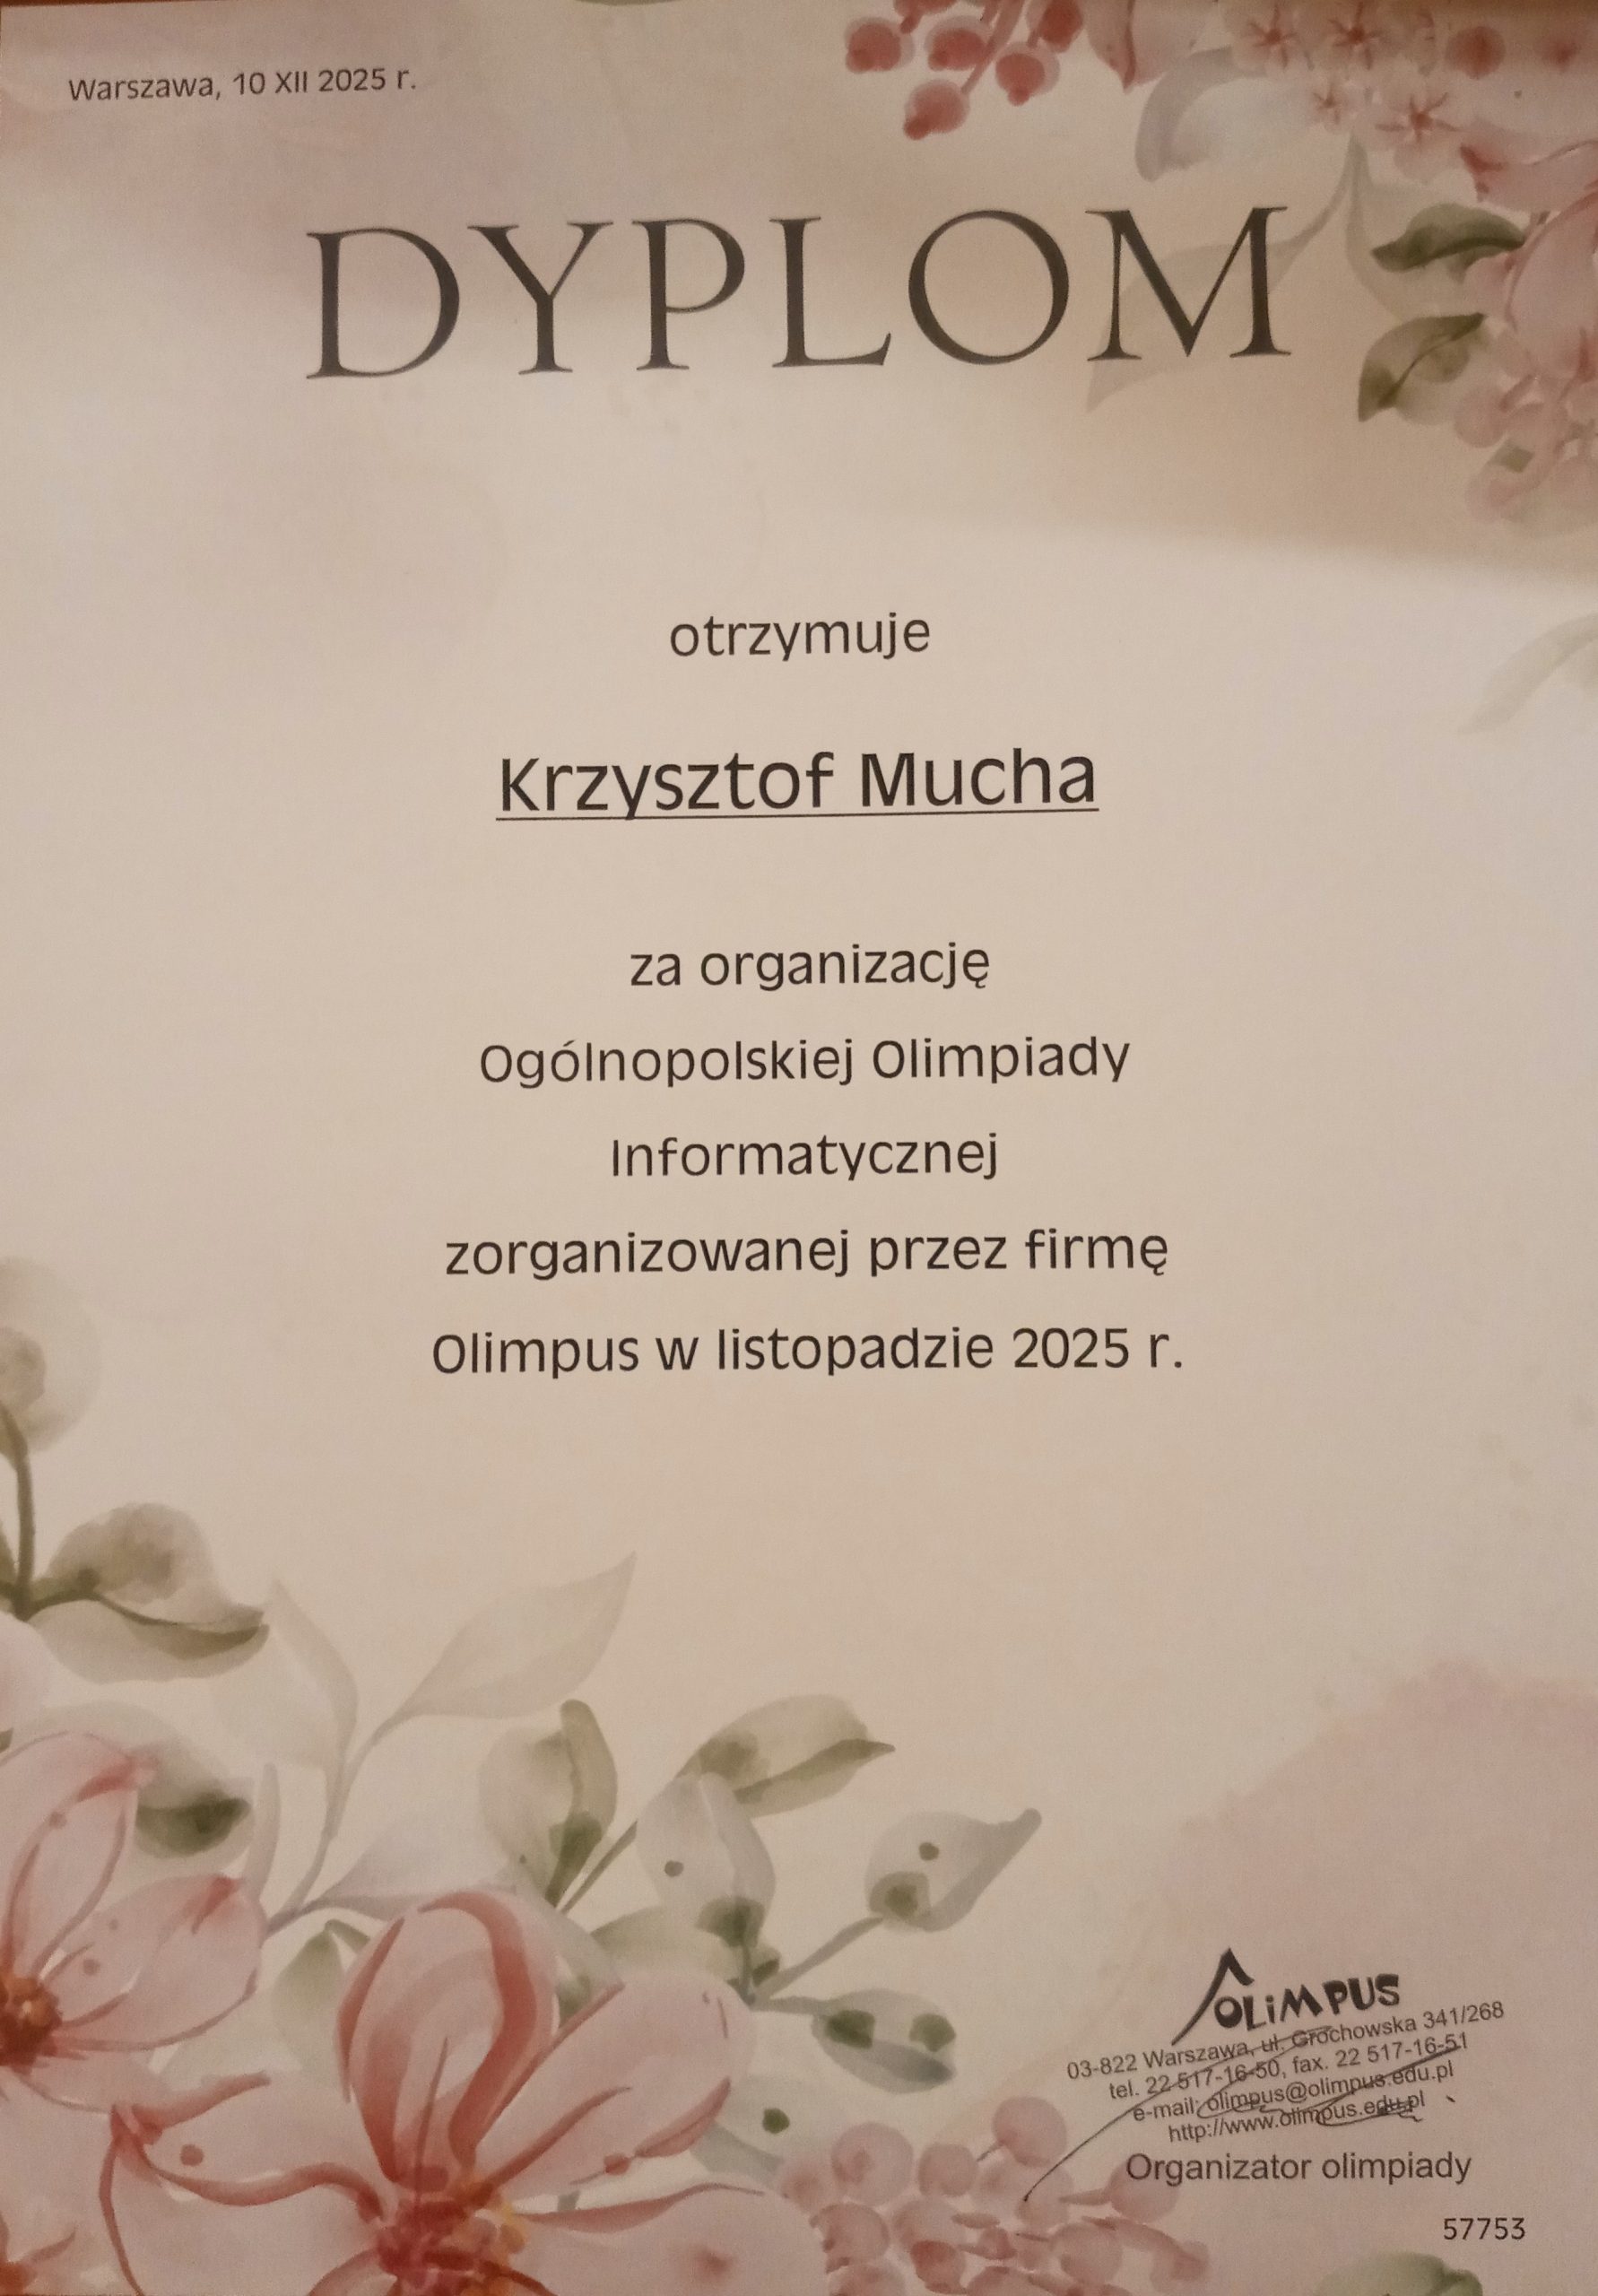 Warszawa, 10 XII 2025 r.
DYPLOM
otrzymuje
Krzysztof Mucha
za organizację
Ogólnopolskiej Olimpiady
Informatycznej
zorganizowanej przez firmę
Olimpus w listopadzie 2025 r.
OLiMPUS
03-822 Warszawa, ul. Grochowska 341/268
tel. 22 517-16-50, fax. 22 517-16-51
e-mail: olimpus@olimpus.edu.pl
http://www.olimpus.edu.pl
Organizator olimpiady
57753